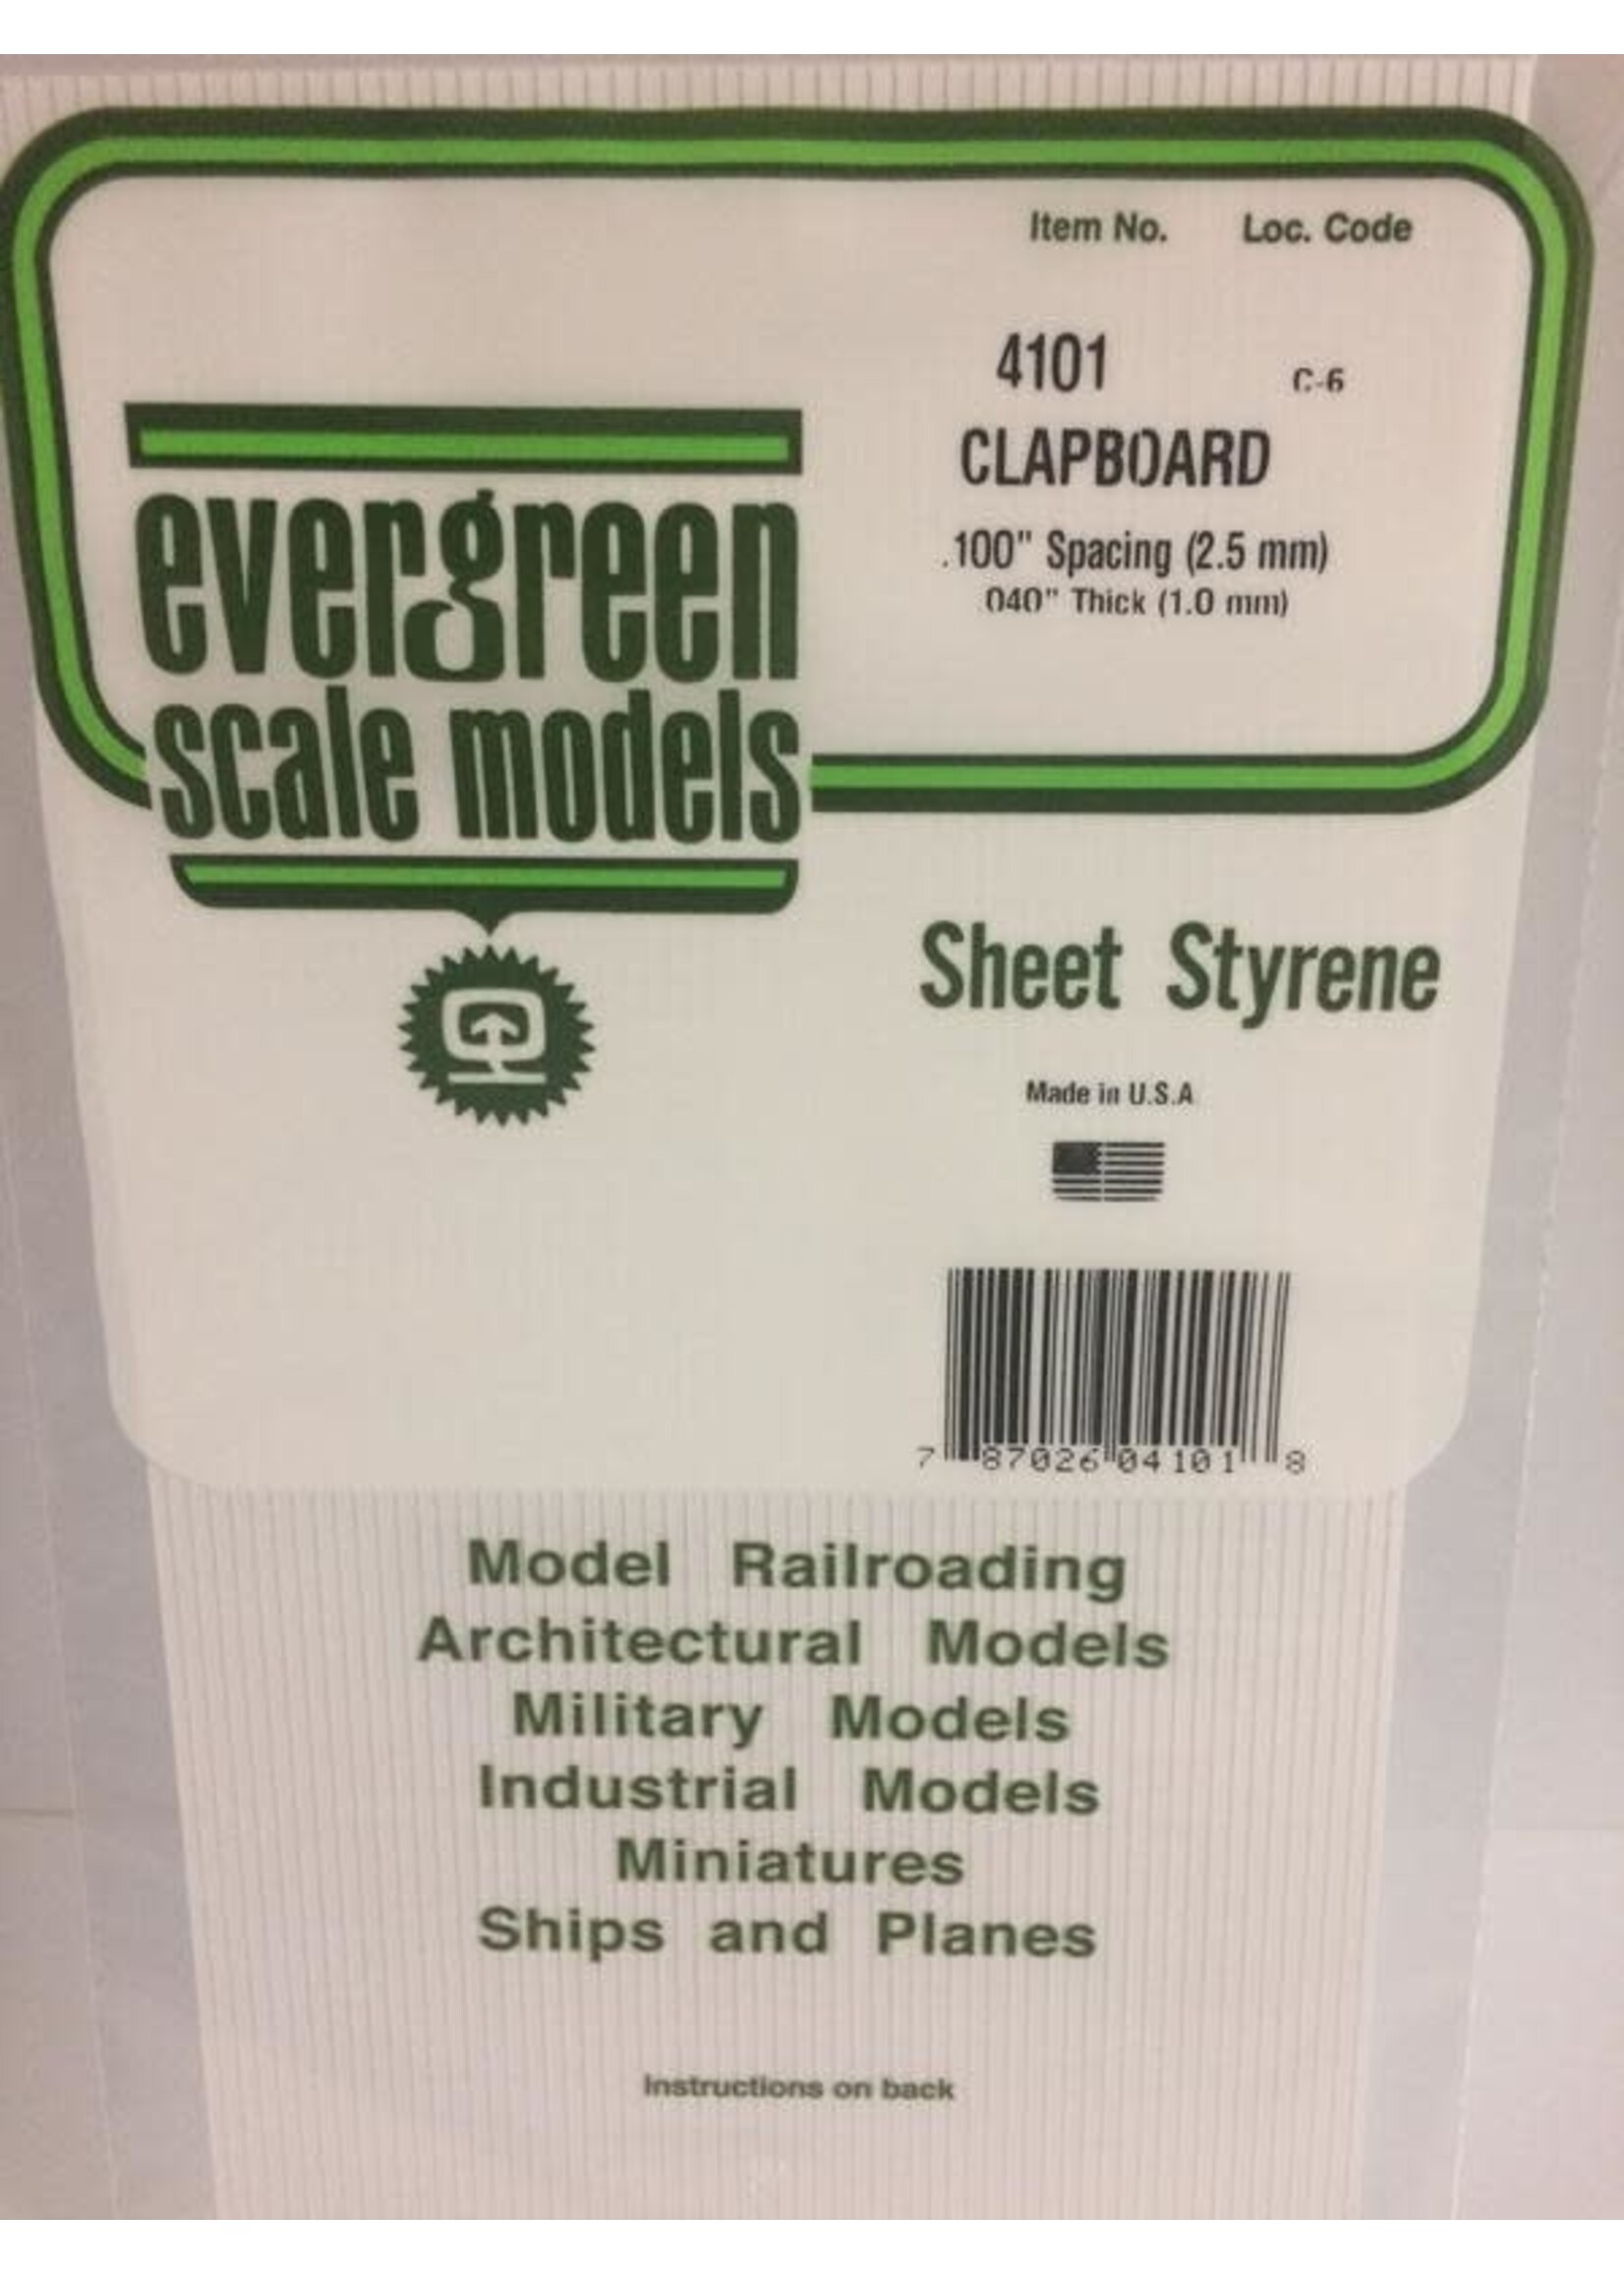 Item No. Loc. Code
4101 C-6
CLAPBOARD
.100" Spacing (2.5 mm)
040" Thick (1.0 mm)
evergreen
scale models
Sheet Styrene
Made in U.S.A
7 87026 04101 8
Model Railroading
Architectural Models
Military Models
Industrial Models
Miniatures
Ships and Planes
Instructions on back